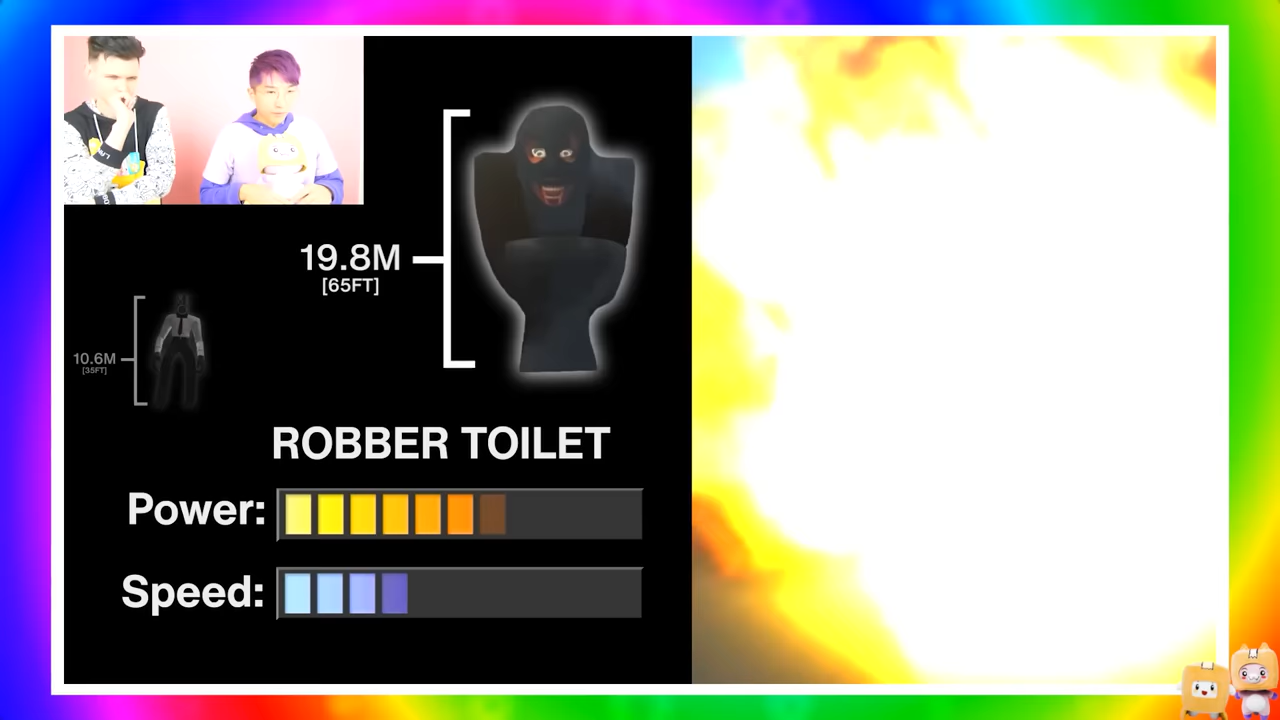 19.8M
[65FT]
10.6M
[35FT]
ROBBER TOILET
Power:
Speed: